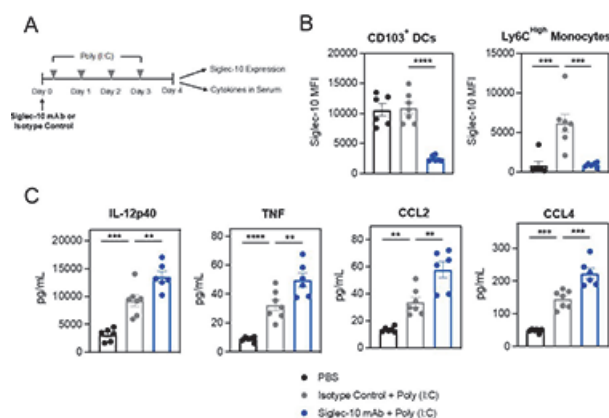 A
Poly (I:C)
Day 0
Day 1
Day 2
Day 3
Day 4
Siglec-10 Expression
Cytokines in Serum
Siglec-10 mAb or
Isotype Control
B
CD103+ DCs
Siglec-10 MFI
20000
15000
10000
5000
0
****
Ly6CHigh Monocytes
Siglec-10 MFI
15000
10000
5000
0
*** ***
C
IL-12p40
pg/mL
20000
15000
10000
5000
0
*** **
TNF
pg/mL
80
60
40
20
0
**** **
CCL2
pg/mL
80
60
40
20
0
** **
CCL4
pg/mL
300
200
100
0
*** ***
PBS
Isotype Control + Poly (I:C)
Siglec-10 mAb + Poly (I:C)